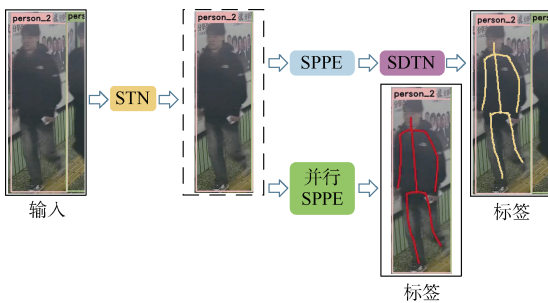 person_2
STN
person_2
SPPE
SDTN
person_2
输入
并行
SPPE
person_2
标签
标签